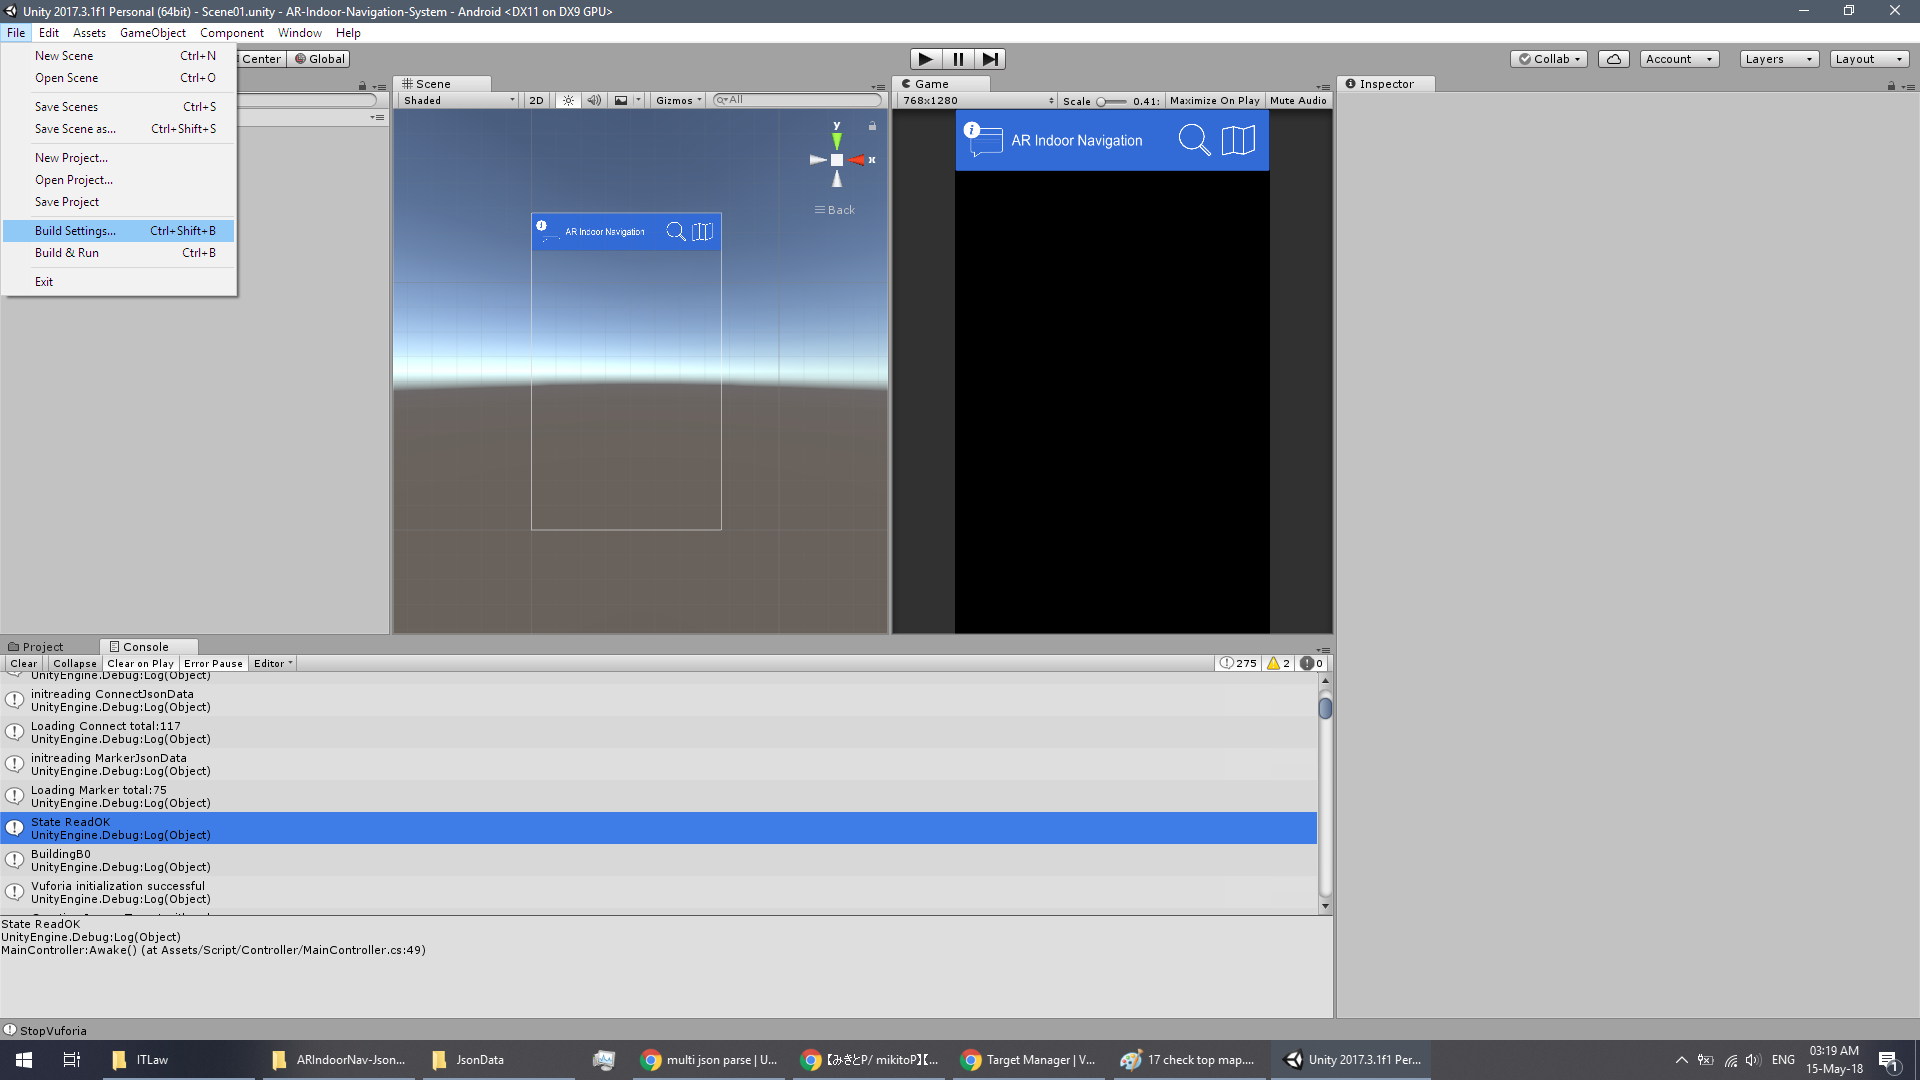 Unity 2017.3.1f1 Personal (64bit) - Scene01.unity - AR-Indoor-Navigation-System - Android <DX11 on DX9 GPU>
File Edit Assets GameObject Component Window Help
New Scene Ctrl+N
Open Scene Ctrl+O
Save Scenes Ctrl+S
Save Scene as... Ctrl+Shift+S
New Project...
Open Project...
Save Project
Build Settings... Ctrl+Shift+B
Build & Run Ctrl+B
Exit
Center Global
Collab Account Layers Layout
Scene
Shaded 2D Gizmos All
y
x
Back
AR Indoor Navigation
Game
768x1280 Scale 0.41: Maximize On Play Mute Audio
AR Indoor Navigation
Inspector
Project Console
Clear Collapse Clear on Play Error Pause Editor 275 2 0
UnityEngine.Debug:Log(Object)
initreading ConnectJsonData
UnityEngine.Debug:Log(Object)
Loading Connect total:117
UnityEngine.Debug:Log(Object)
initreading MarkerJsonData
UnityEngine.Debug:Log(Object)
Loading Marker total:75
UnityEngine.Debug:Log(Object)
State ReadOK
UnityEngine.Debug:Log(Object)
BuildingB0
UnityEngine.Debug:Log(Object)
Vuforia initialization successful
UnityEngine.Debug:Log(Object)
State ReadOK
UnityEngine.Debug:Log(Object)
MainController:Awake() (at Assets/Script/Controller/MainController.cs:49)
StopVuforia
ITLaw
ARIndoorNav-Json...
JsonData
multi json parse | U...
【みきとP/ mikitoP】【...
Target Manager | V...
17 check top map....
Unity 2017.3.1f1 Per...
ENG
03:19 AM
15-May-18
1